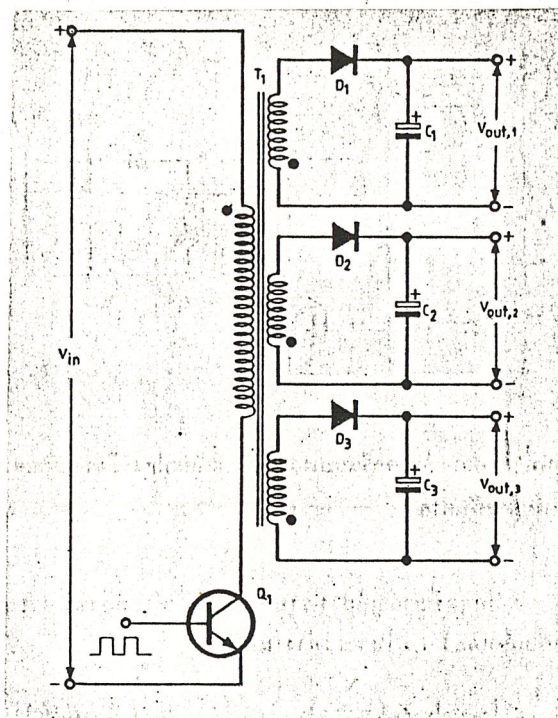 +
T₁
D₁
+
C₁
+
Vout,1
−
D₂
+
C₂
+
Vout,2
−
Vin
D₃
+
C₃
+
Vout,3
−
Q₁
−